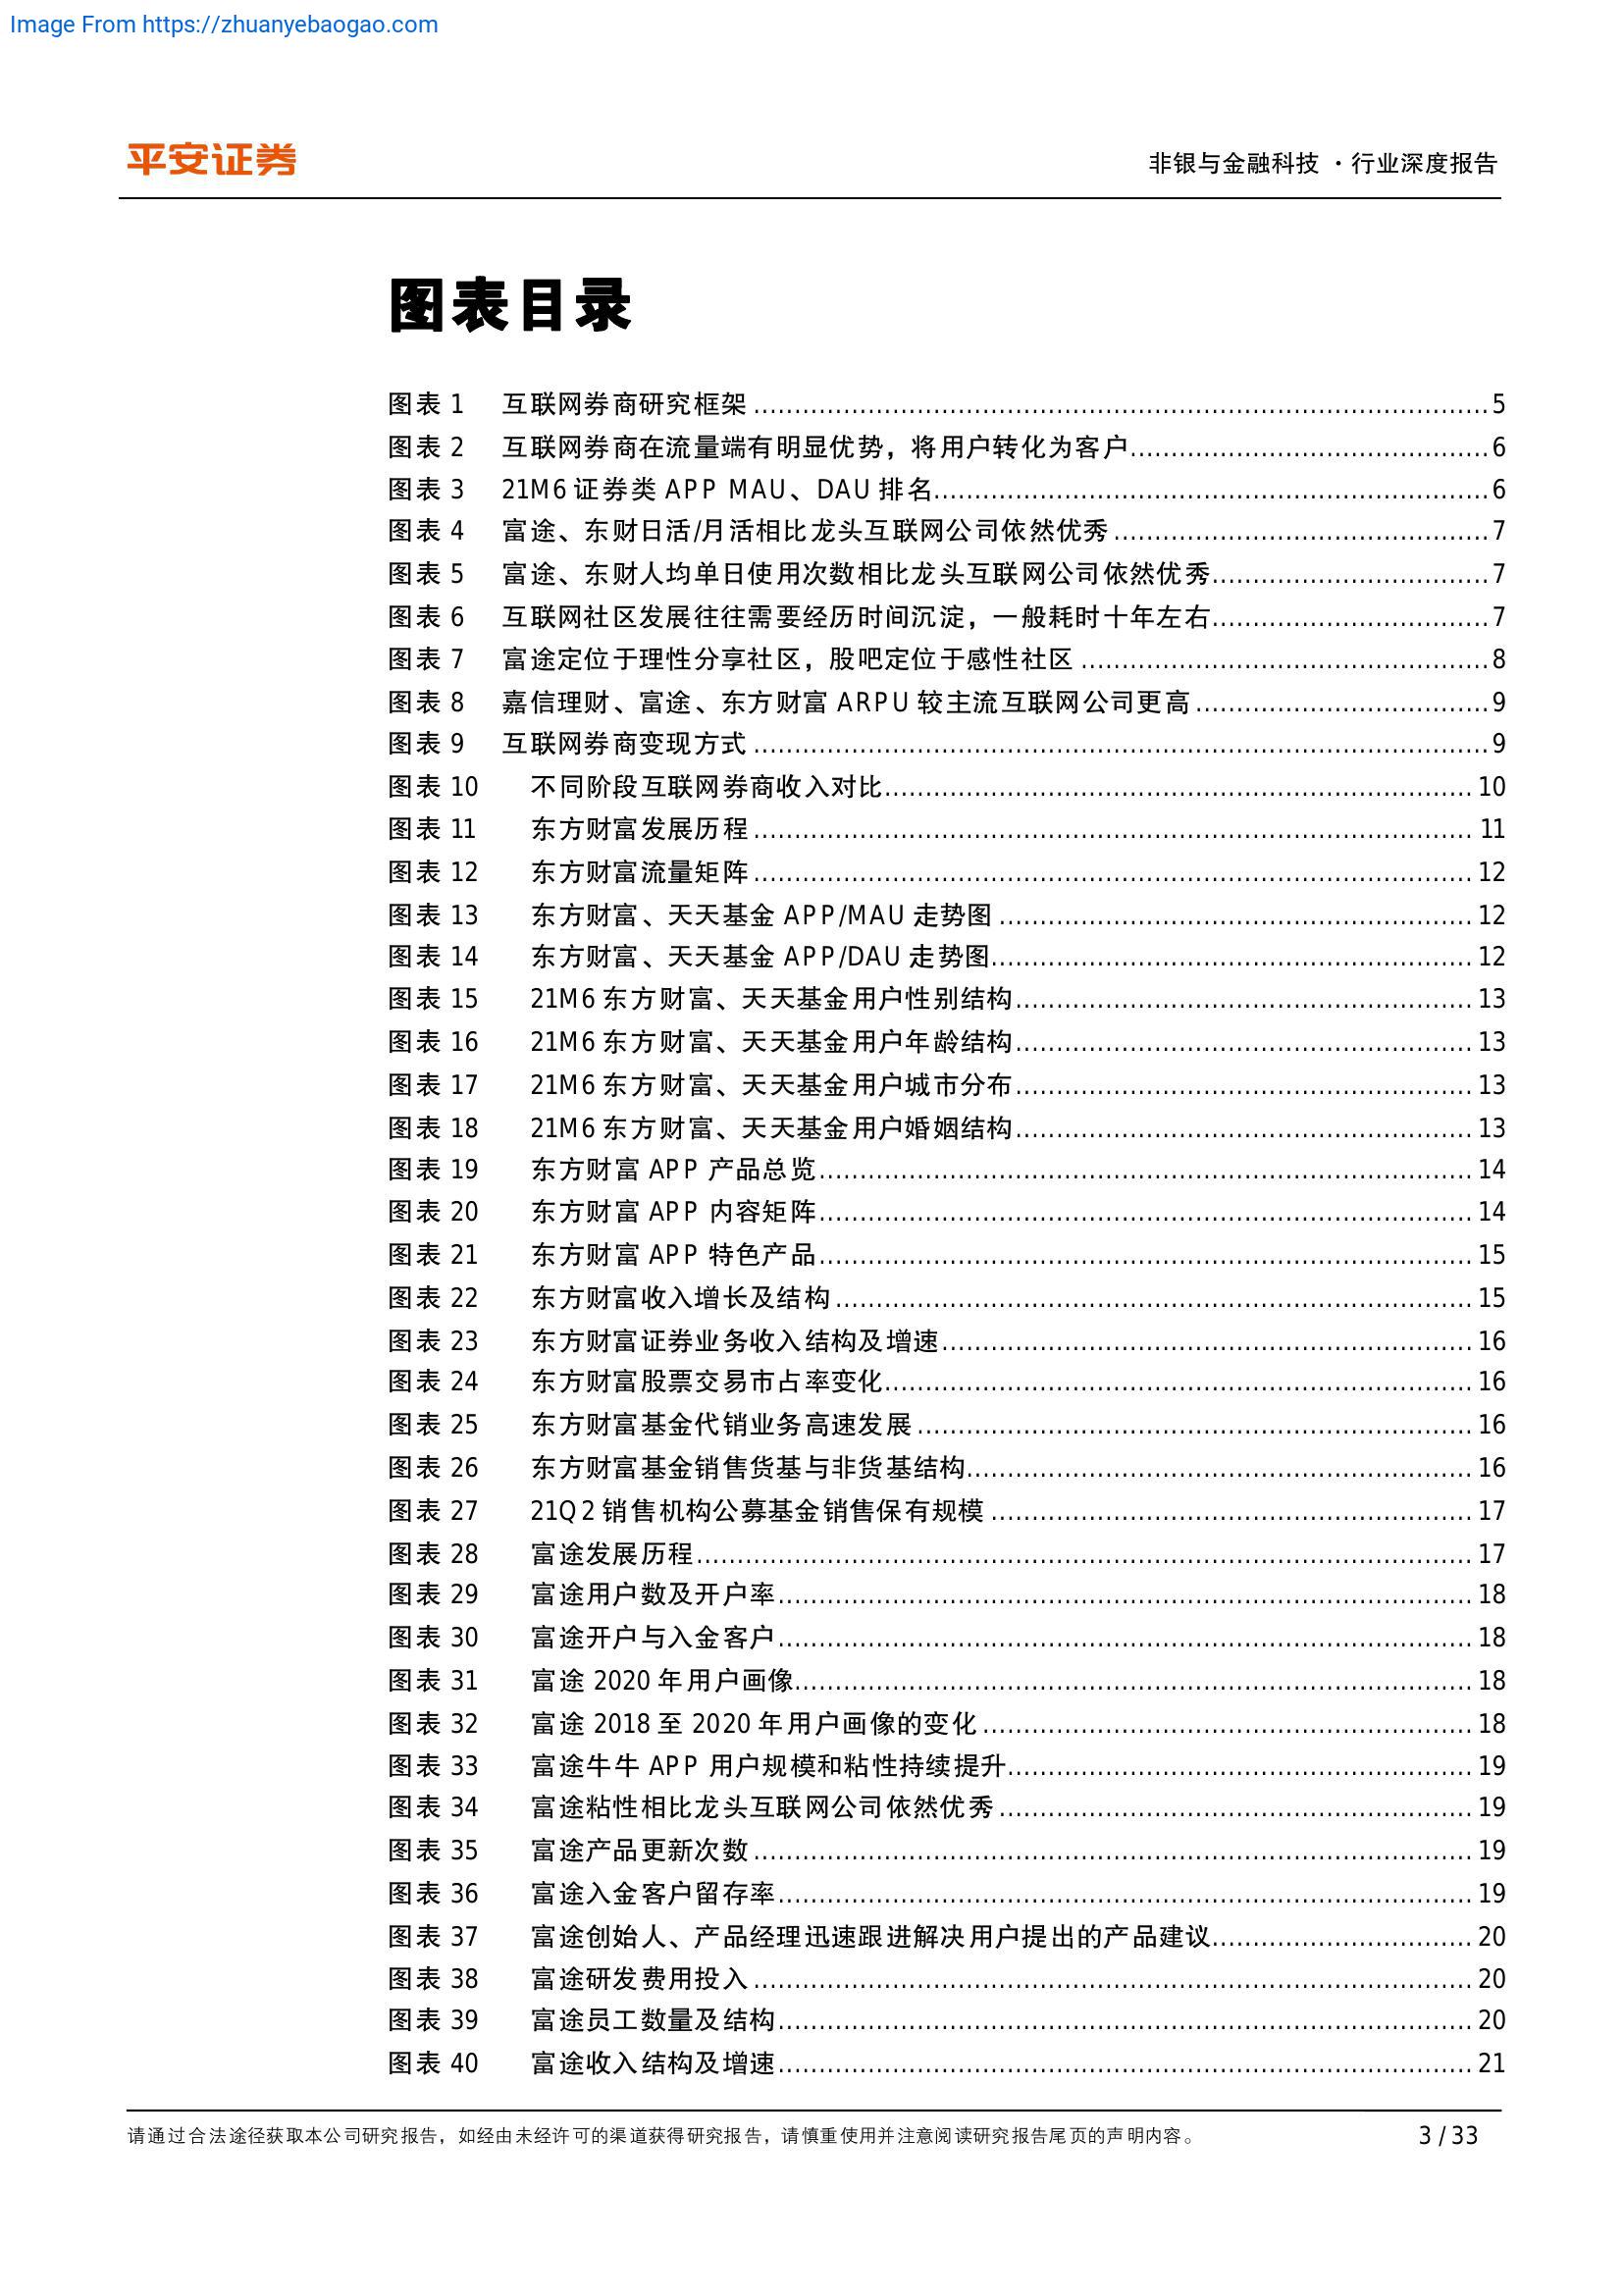 Image From https://zhuanyebaogao.com
平安证券
非银与金融科技 · 行业深度报告
图表目录
图表 1 互联网券商研究框架 5
图表 2 互联网券商在流量端有明显优势，将用户转化为客户 6
图表 3 21M6 证券类 APP MAU、DAU 排名 6
图表 4 富途、东财日活/月活相比龙头互联网公司依然优秀 7
图表 5 富途、东财人均单日使用次数相比龙头互联网公司依然优秀 7
图表 6 互联网社区发展往往需要经历时间沉淀，一般耗时十年左右 7
图表 7 富途定位于理性分享社区，股吧定位于感性社区 8
图表 8 嘉信理财、富途、东方财富 ARPU 较主流互联网公司更高 9
图表 9 互联网券商变现方式 9
图表 10 不同阶段互联网券商收入对比 10
图表 11 东方财富发展历程 11
图表 12 东方财富流量矩阵 12
图表 13 东方财富、天天基金 APP/MAU 走势图 12
图表 14 东方财富、天天基金 APP/DAU 走势图 12
图表 15 21M6 东方财富、天天基金用户性别结构 13
图表 16 21M6 东方财富、天天基金用户年龄结构 13
图表 17 21M6 东方财富、天天基金用户城市分布 13
图表 18 21M6 东方财富、天天基金用户婚姻结构 13
图表 19 东方财富 APP 产品总览 14
图表 20 东方财富 APP 内容矩阵 14
图表 21 东方财富 APP 特色产品 15
图表 22 东方财富收入增长及结构 15
图表 23 东方财富证券业务收入结构及增速 16
图表 24 东方财富股票交易市占率变化 16
图表 25 东方财富基金代销业务高速发展 16
图表 26 东方财富基金销售货基与非货基结构 16
图表 27 21Q2 销售机构公募基金销售保有规模 17
图表 28 富途发展历程 17
图表 29 富途用户数及开户率 18
图表 30 富途开户与入金客户 18
图表 31 富途 2020 年用户画像 18
图表 32 富途 2018 至 2020 年用户画像的变化 18
图表 33 富途牛牛 APP 用户规模和粘性持续提升 19
图表 34 富途粘性相比龙头互联网公司依然优秀 19
图表 35 富途产品更新次数 19
图表 36 富途入金客户留存率 19
图表 37 富途创始人、产品经理迅速跟进解决用户提出的产品建议 20
图表 38 富途研发费用投入 20
图表 39 富途员工数量及结构 20
图表 40 富途收入结构及增速 21
请通过合法途径获取本公司研究报告，如经由未经许可的渠道获得研究报告，请慎重使用并注意阅读研究报告尾页的声明内容。 3 / 33